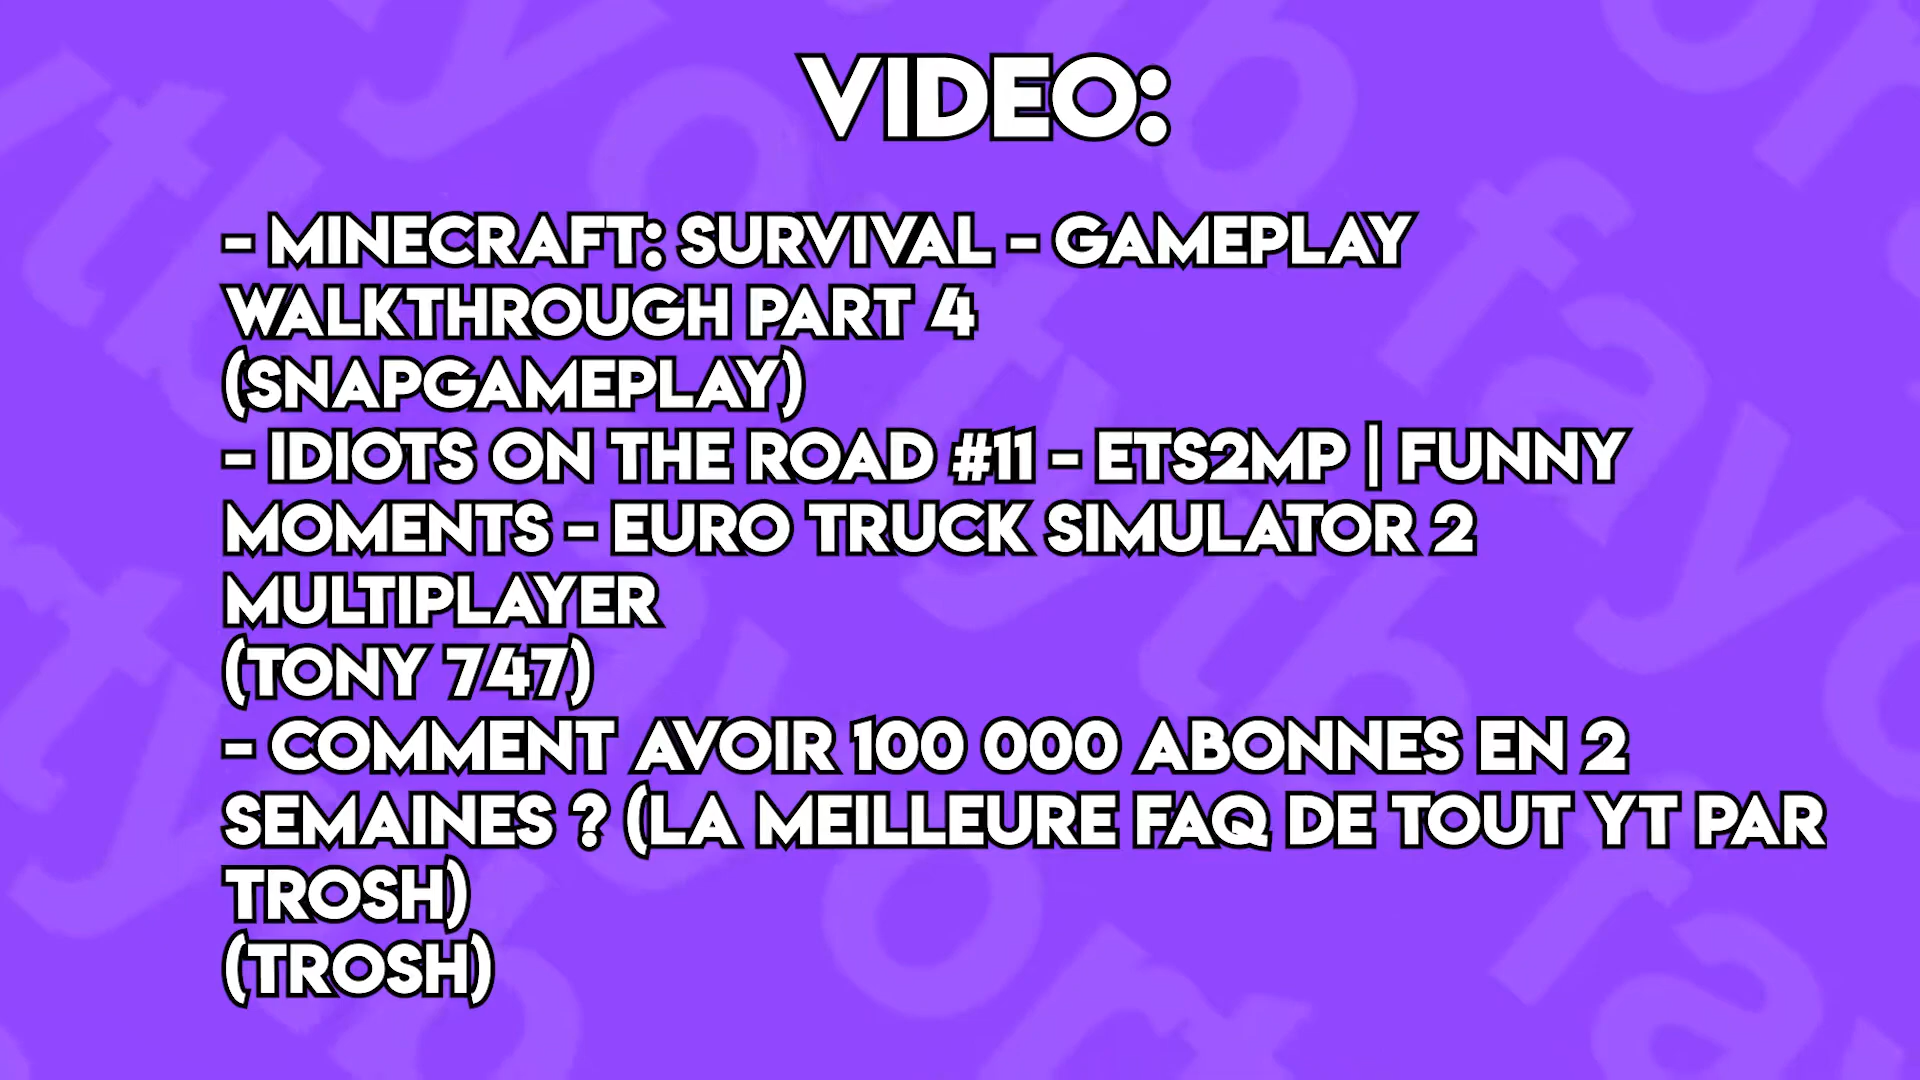 VIDEO:
- MINECRAFT: SURVIVAL - GAMEPLAY
WALKTHROUGH PART 4
(SNAPGAMEPLAY)
- IDIOTS ON THE ROAD #11 - ETS2MP | FUNNY
MOMENTS - EURO TRUCK SIMULATOR 2
MULTIPLAYER
(TONY 747)
- COMMENT AVOIR 100 000 ABONNES EN 2
SEMAINES ? (LA MEILLEURE FAQ DE TOUT YT PAR
TROSH)
(TROSH)